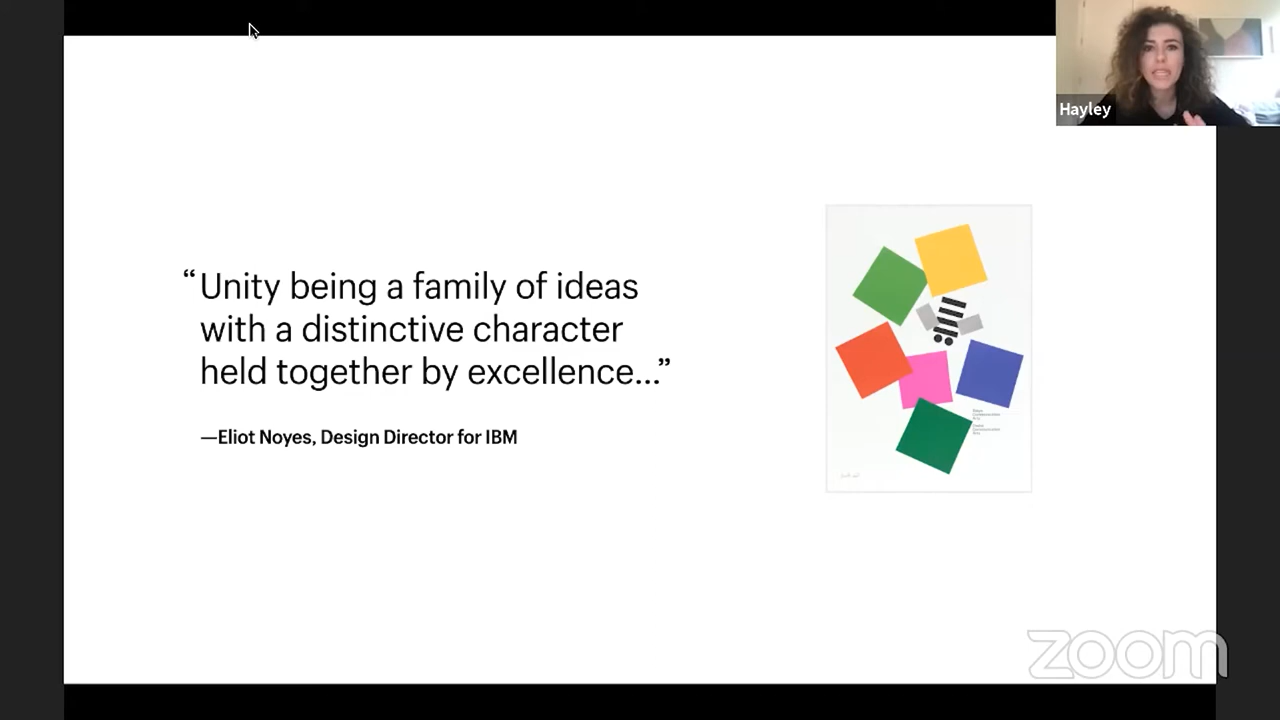 Hayley
“Unity being a family of ideas
with a distinctive character
held together by excellence...”
—Eliot Noyes, Design Director for IBM
zoom